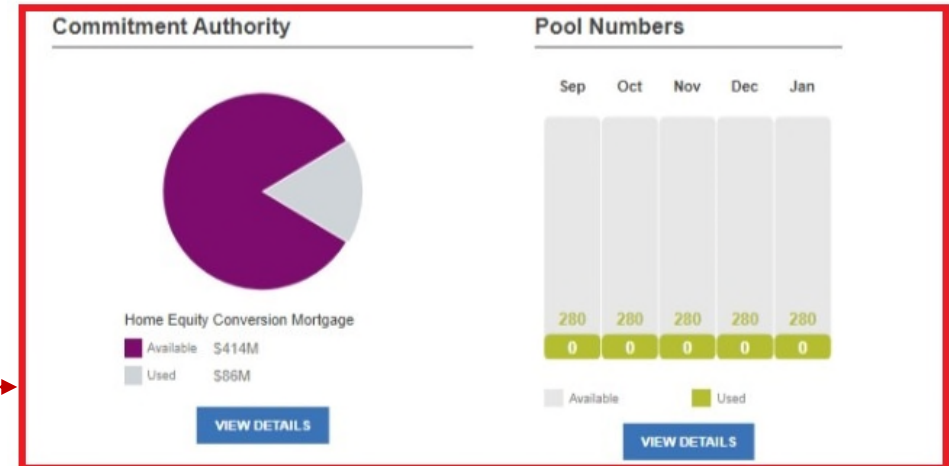 Commitment Authority
Home Equity Conversion Mortgage
Available $414M
Used $86M
VIEW DETAILS
Pool Numbers
Sep Oct Nov Dec Jan
280 280 280 280 280
0 0 0 0 0
Available Used
VIEW DETAILS